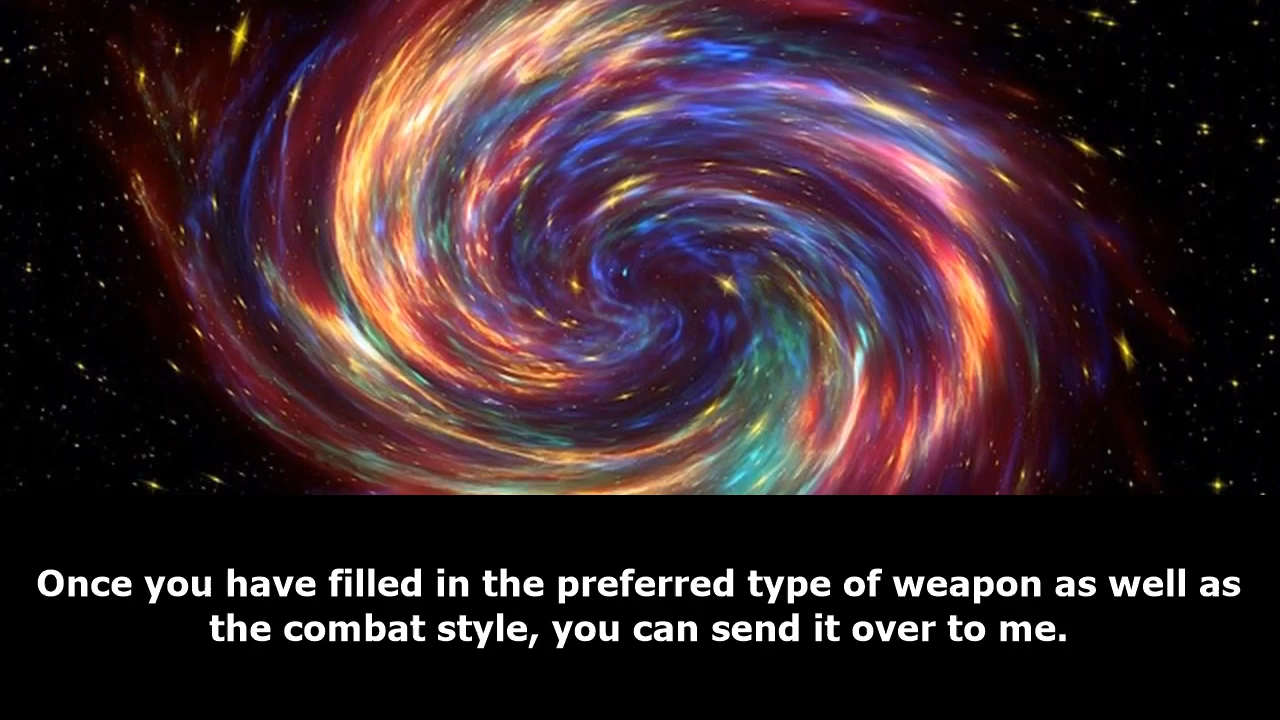 Once you have filled in the preferred type of weapon as well as
the combat style, you can send it over to me.